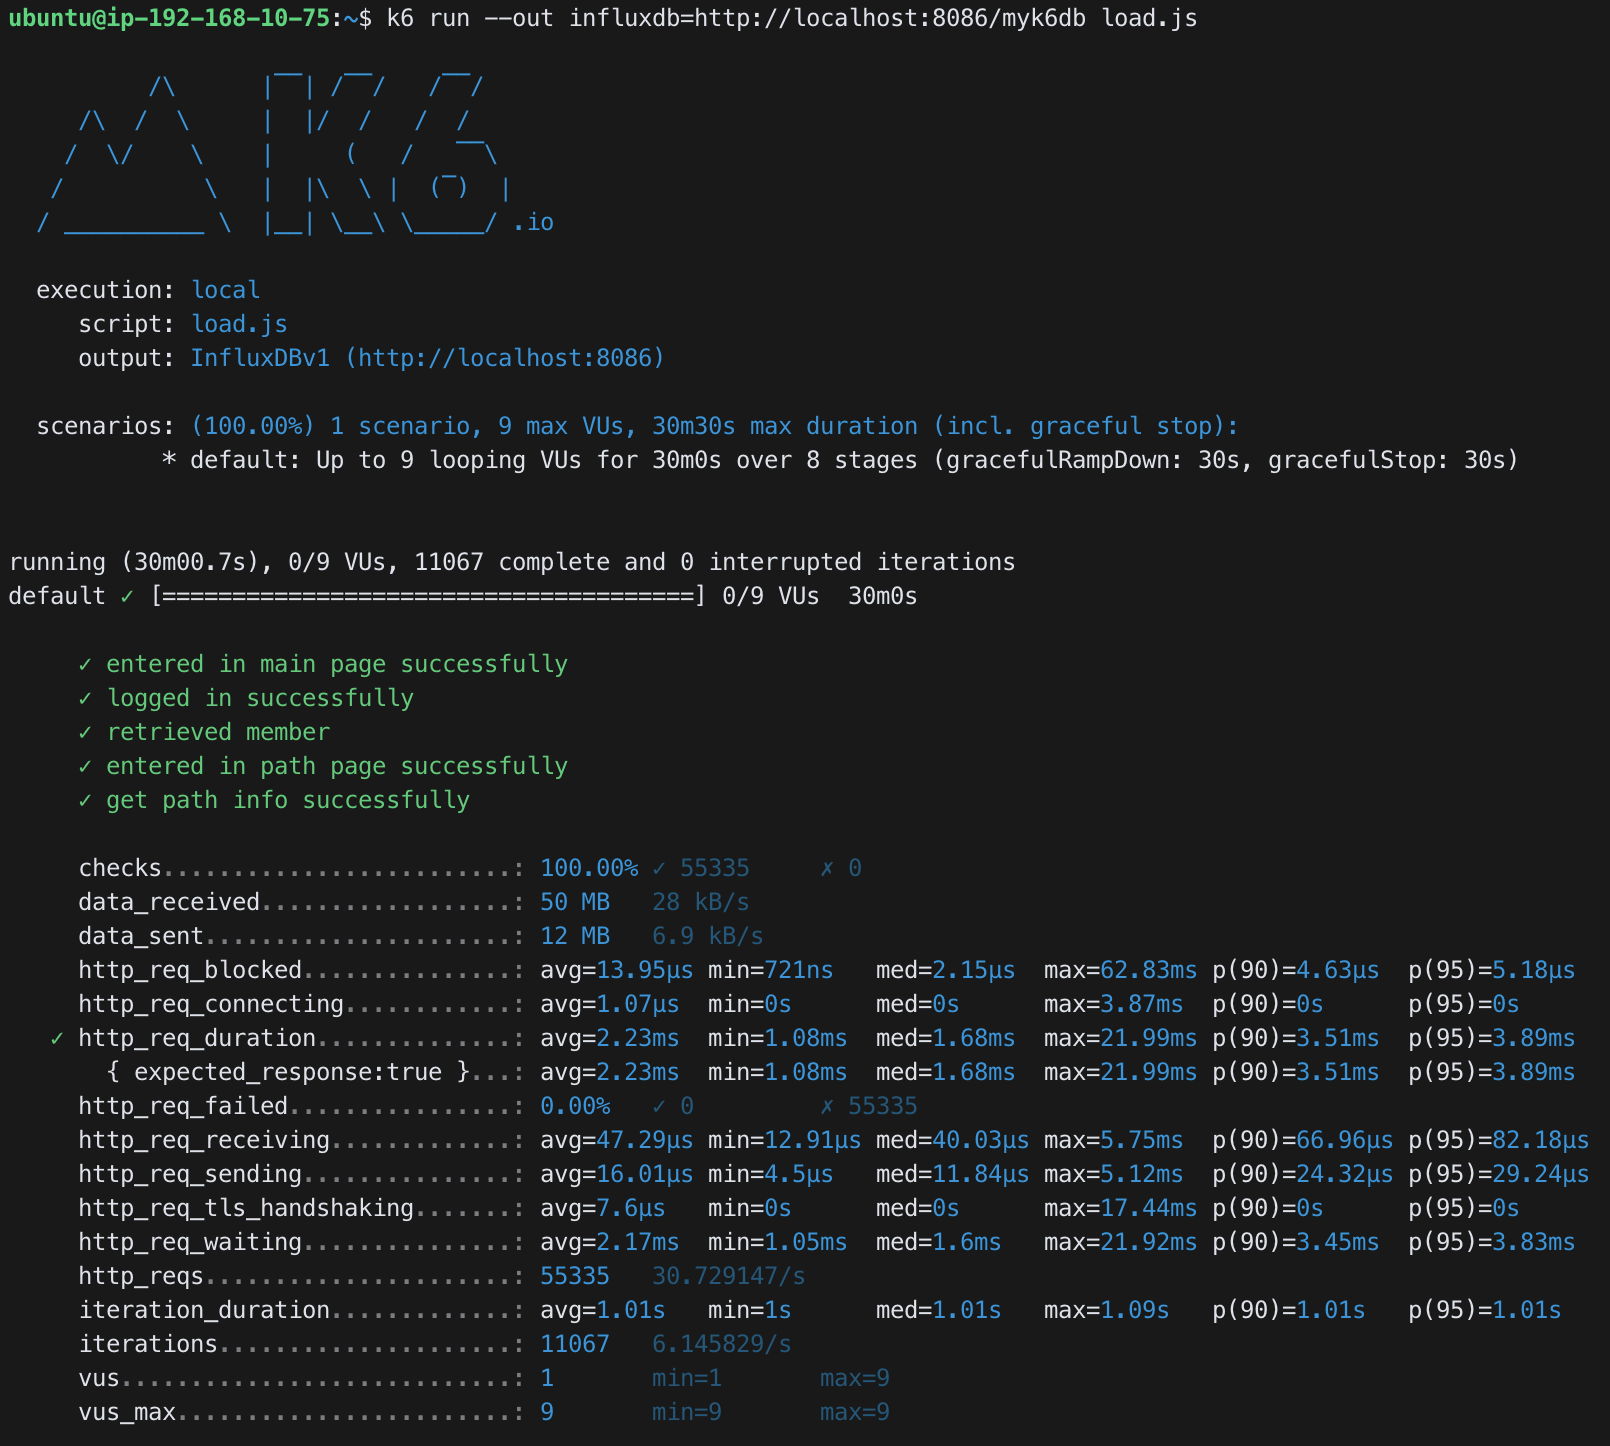 ubuntu@ip-192-168-10-75:~$ k6 run --out influxdb=http://localhost:8086/myk6db load.js
          /\      |‾‾| /‾‾/   /‾‾/
     /\  /  \     |  |/  /   /  /
    /  \/    \    |     (   /   ‾‾\
   /          \   |  |\  \ |  (‾)  |
  / __________ \  |__| \__\ \_____/ .io
  execution: local
     script: load.js
     output: InfluxDBv1 (http://localhost:8086)
  scenarios: (100.00%) 1 scenario, 9 max VUs, 30m30s max duration (incl. graceful stop):
           * default: Up to 9 looping VUs for 30m0s over 8 stages (gracefulRampDown: 30s, gracefulStop: 30s)
running (30m00.7s), 0/9 VUs, 11067 complete and 0 interrupted iterations
default ✓ [======================================] 0/9 VUs  30m0s
     ✓ entered in main page successfully
     ✓ logged in successfully
     ✓ retrieved member
     ✓ entered in path page successfully
     ✓ get path info successfully
     checks.........................: 100.00% ✓ 55335     ✗ 0
     data_received..................: 50 MB   28 kB/s
     data_sent......................: 12 MB   6.9 kB/s
     http_req_blocked...............: avg=13.95µs min=721ns   med=2.15µs  max=62.83ms p(90)=4.63µs  p(95)=5.18µs
     http_req_connecting............: avg=1.07µs  min=0s      med=0s      max=3.87ms  p(90)=0s      p(95)=0s
   ✓ http_req_duration..............: avg=2.23ms  min=1.08ms  med=1.68ms  max=21.99ms p(90)=3.51ms  p(95)=3.89ms
       { expected_response:true }...: avg=2.23ms  min=1.08ms  med=1.68ms  max=21.99ms p(90)=3.51ms  p(95)=3.89ms
     http_req_failed................: 0.00%   ✓ 0         ✗ 55335
     http_req_receiving.............: avg=47.29µs min=12.91µs med=40.03µs max=5.75ms  p(90)=66.96µs p(95)=82.18µs
     http_req_sending...............: avg=16.01µs min=4.5µs   med=11.84µs max=5.12ms  p(90)=24.32µs p(95)=29.24µs
     http_req_tls_handshaking.......: avg=7.6µs   min=0s      med=0s      max=17.44ms p(90)=0s      p(95)=0s
     http_req_waiting...............: avg=2.17ms  min=1.05ms  med=1.6ms   max=21.92ms p(90)=3.45ms  p(95)=3.83ms
     http_reqs......................: 55335   30.729147/s
     iteration_duration.............: avg=1.01s   min=1s      med=1.01s   max=1.09s   p(90)=1.01s   p(95)=1.01s
     iterations.....................: 11067   6.145829/s
     vus............................: 1       min=1       max=9
     vus_max........................: 9       min=9       max=9